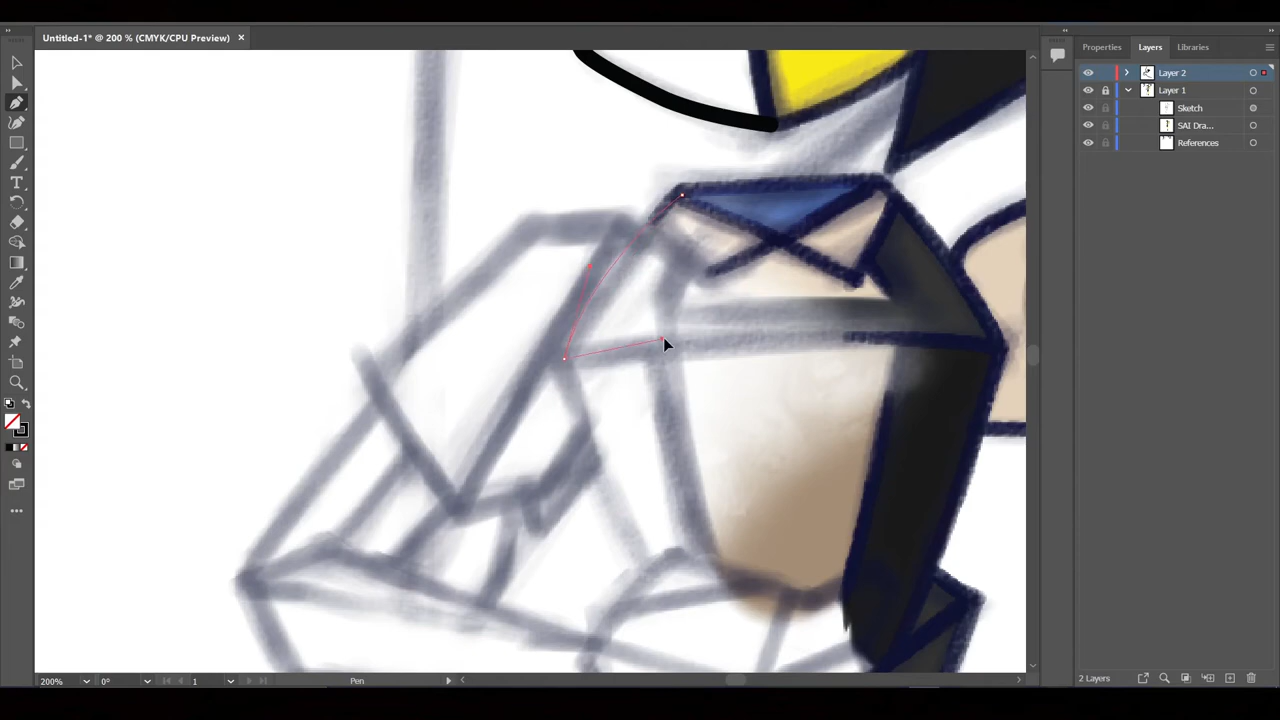 Untitled-1* @ 200 % (CMYK/CPU Preview)
Properties
Layers
Libraries
Layer 2
Layer 1
Sketch
SAI Dra...
References
200%
0°
1
Pen
2 Layers